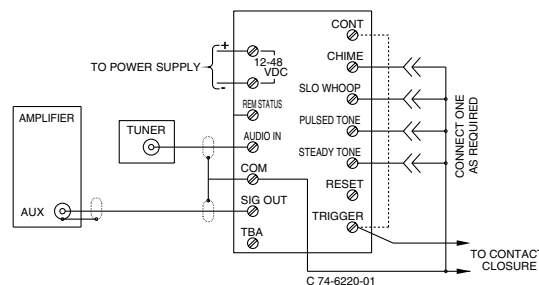 CONT
+
12-48
VDC
CHIME
TO POWER SUPPLY
-
SLO WHOOP
REM STATUS
AMPLIFIER
TUNER
PULSED TONE
AUDIO IN
STEADY TONE
CONNECT ONE
AS REQUIRED
COM
RESET
SIG OUT
AUX
TRIGGER
TBA
TO CONTACT
CLOSURE
C 74-6220-01